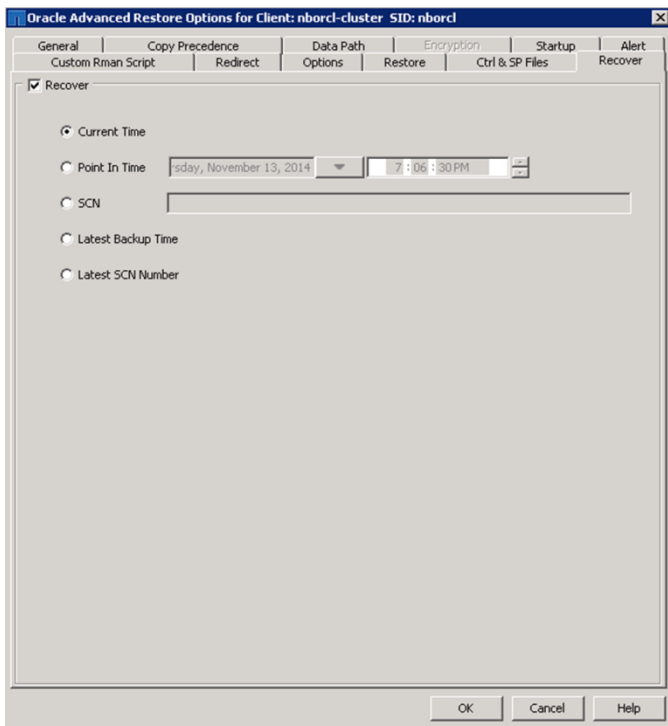 Oracle Advanced Restore Options for Client: nborcl-cluster SID: nborcl
General Copy Precedence Data Path Encryption Startup Alert
Custom Rman Script Redirect Options Restore Ctrl & SP Files Recover
Recover
Current Time
Point In Time rsday, November 13, 2014 7 : 06 : 30 PM
SCN
Latest Backup Time
Latest SCN Number
OK Cancel Help